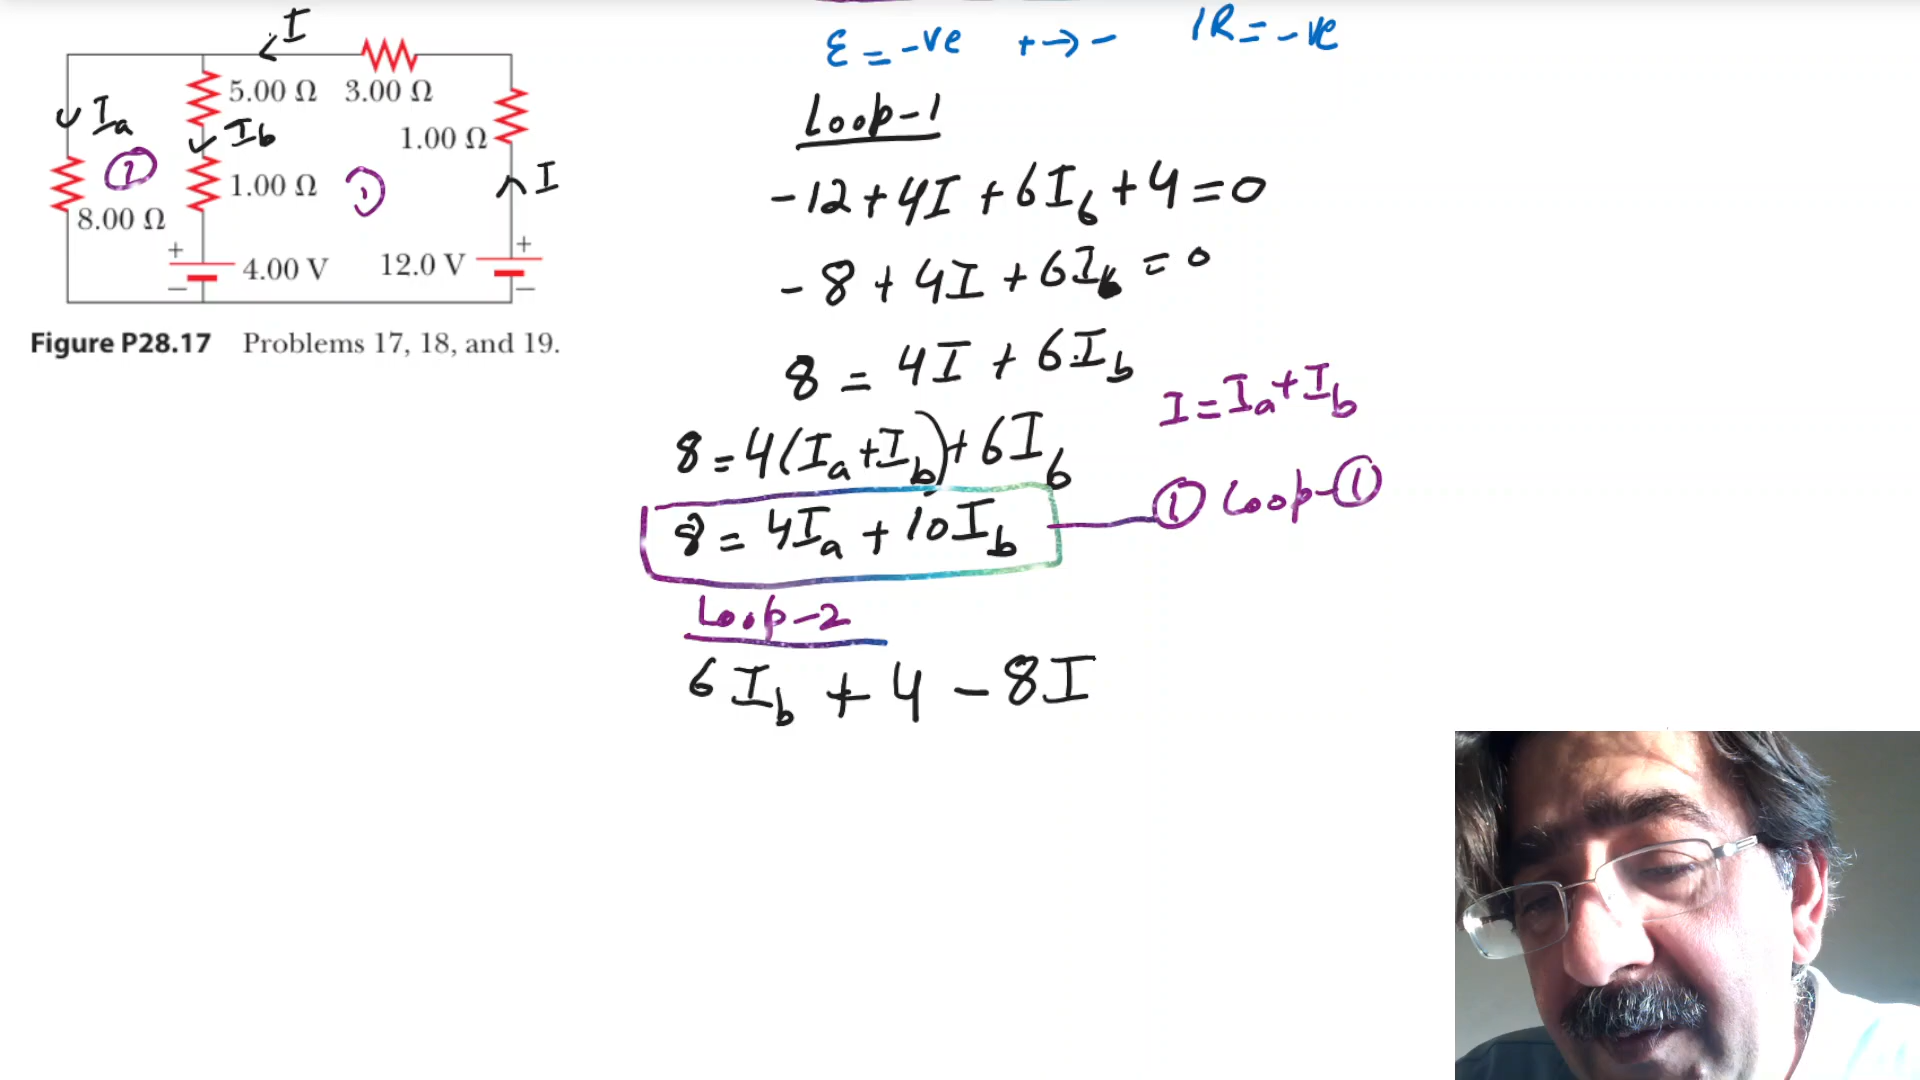 I
5.00 Ω 3.00 Ω
Ia
Ib
1.00 Ω
2
1.00 Ω
1
I
8.00 Ω
+
+
4.00 V
12.0 V
−
−
Figure P28.17 Problems 17, 18, and 19.
ε = -ve + → - IR = -ve
Loop-1
-12 + 4I + 6Ib + 4 = 0
- 8 + 4I + 6Ib = 0
8 = 4I + 6Ib
I = Ia + Ib
8 = 4(Ia + Ib) + 6Ib
8 = 4Ia + 10Ib
① Loop-①
Loop-2
6Ib + 4 - 8I